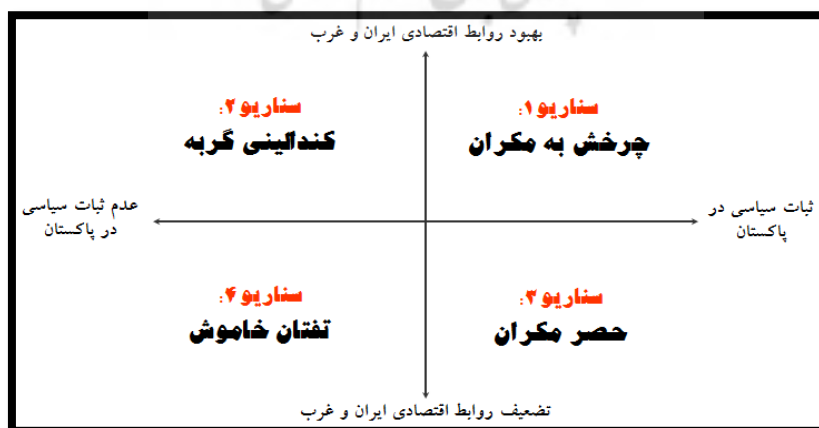 بهبود روابط اقتصادی ایران و غرب
سناریو ۱:
چرخش به مکران
سناریو ۲:
کندالینی گربه
ثبات سیاسی در
پاکستان
عدم ثبات سیاسی
در پاکستان
سناریو ۳:
حصر مکران
سناریو ۴:
تفتان خاموش
تضعیف روابط اقتصادی ایران و غرب